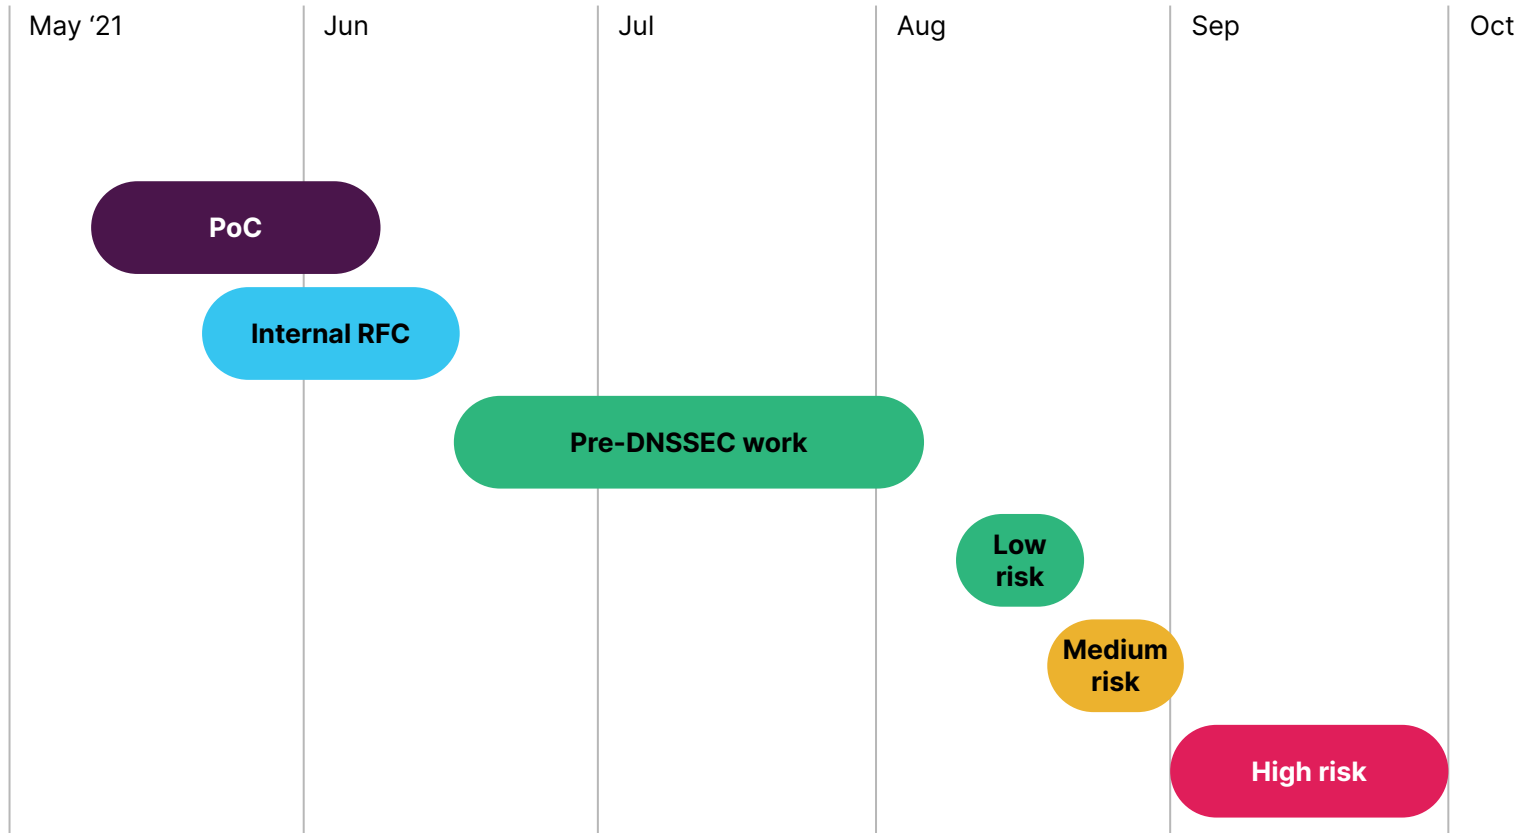 May ‘21
Jun
Jul
Aug
Sep
Oct
PoC
Internal RFC
Pre-DNSSEC work
Low
risk
Medium
risk
High risk